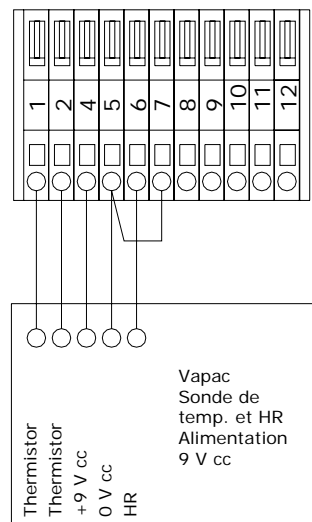 1 2 4 5 6 7 8 9 10 11 12
Thermistor
Thermistor
+9 V cc
0 V cc
HR
Vapac
Sonde de
temp. et HR
Alimentation
9 V cc